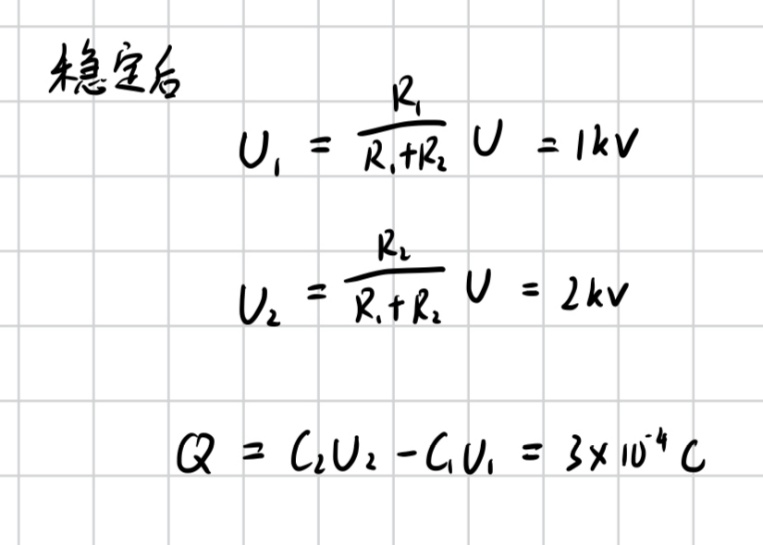 稳定后
U₁ = R₁/(R₁+R₂) U = 1kV
U₂ = R₂/(R₁+R₂) U = 2kV
Q = C₂U₂ - C₁U₁ = 3×10⁻⁴ C